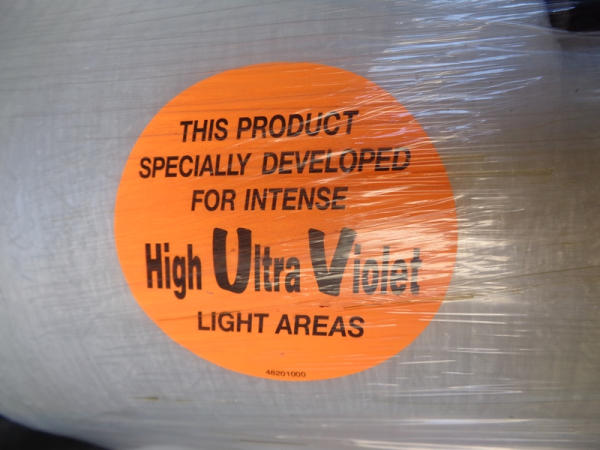 THIS PRODUCT
SPECIALLY DEVELOPED
FOR INTENSE
High Ultra Violet
LIGHT AREAS
46201000